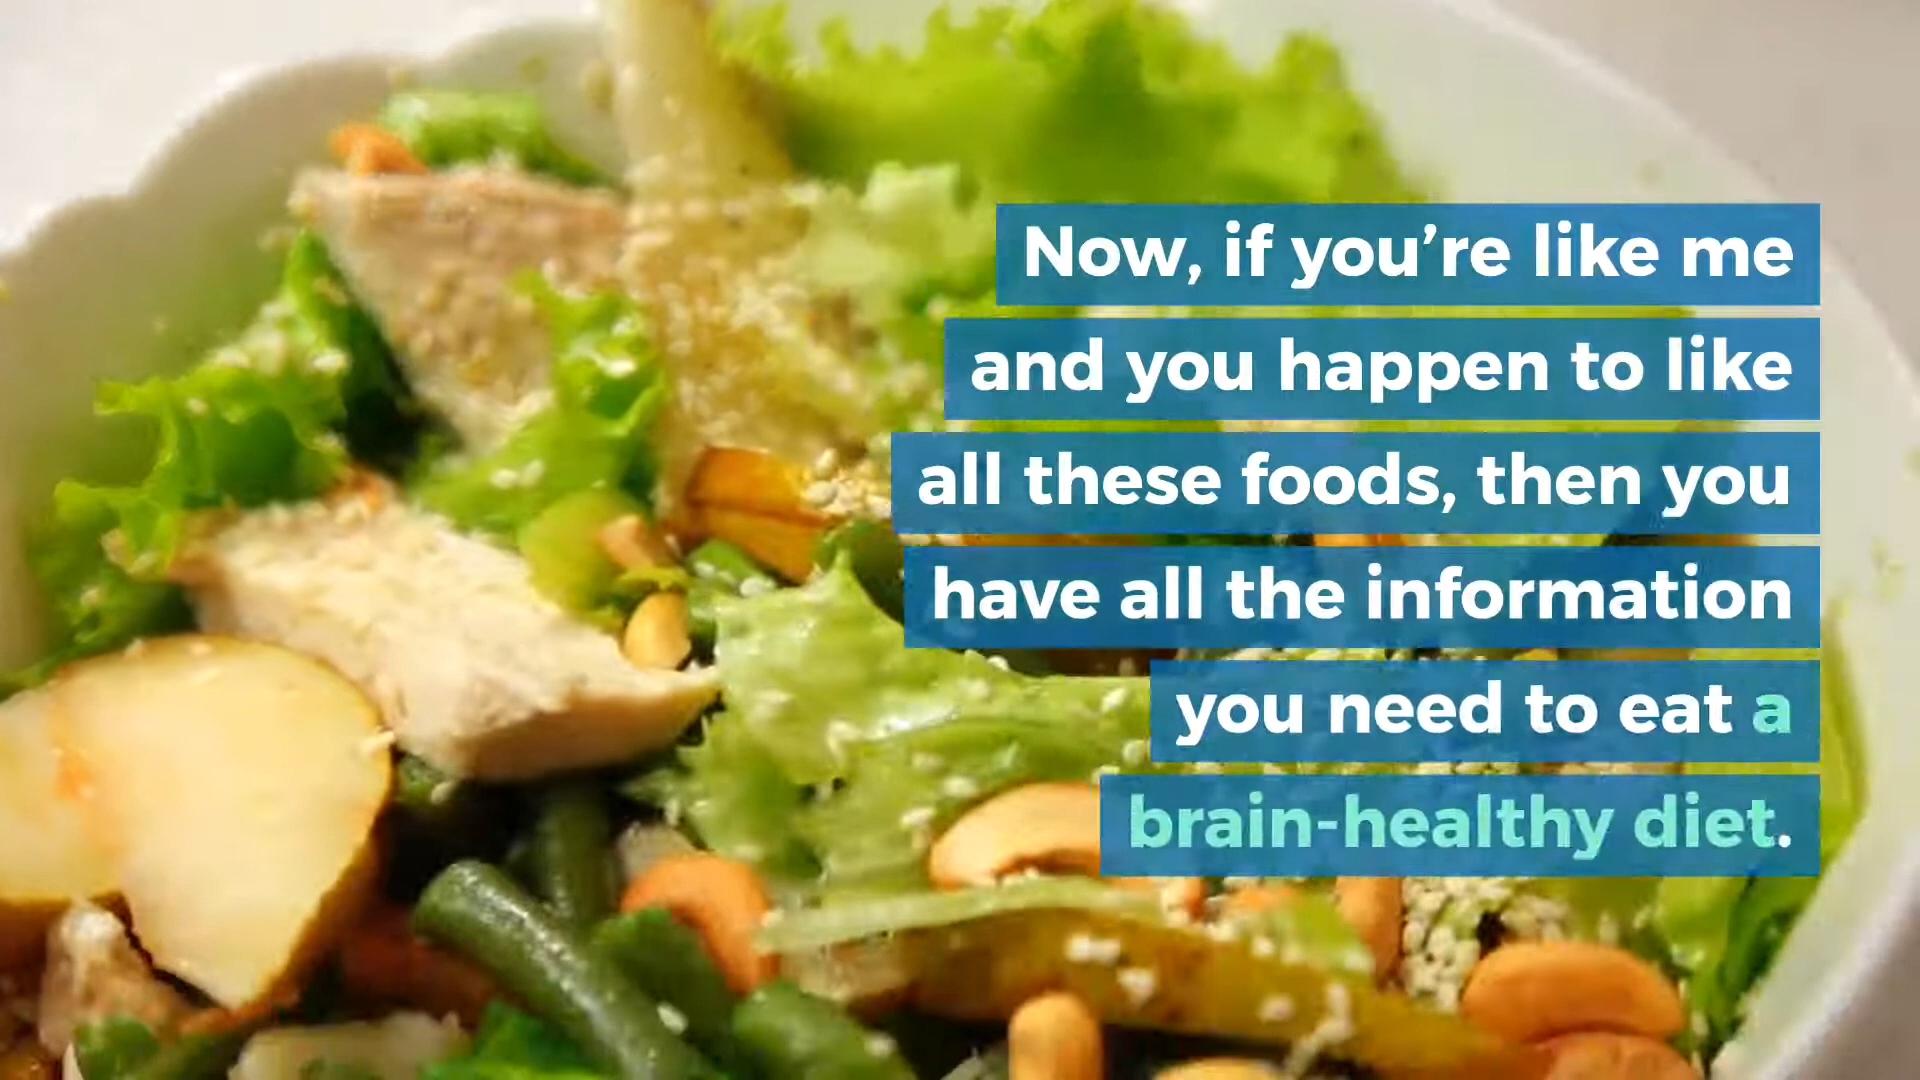 Now, if you’re like me
and you happen to like
all these foods, then you
have all the information
you need to eat a
brain-healthy diet.